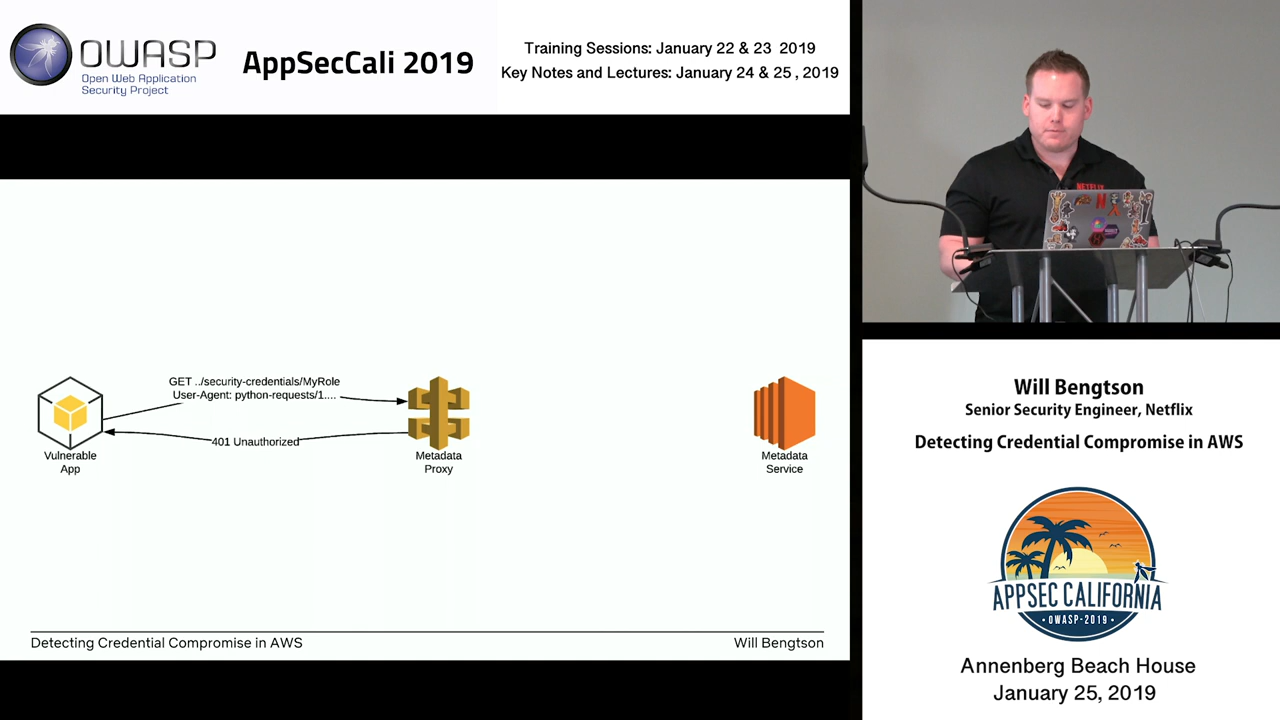 OWASP
Open Web Application
Security Project
AppSecCali 2019
Training Sessions: January 22 & 23 2019
Key Notes and Lectures: January 24 & 25 , 2019
GET ../security-credentials/MyRole
User-Agent: python-requests/1....
401 Unauthorized
Vulnerable
App
Metadata
Proxy
Metadata
Service
Detecting Credential Compromise in AWS
Will Bengtson
NETFLIX
N
Will Bengtson
Senior Security Engineer, Netflix
Detecting Credential Compromise in AWS
APPSEC CALIFORNIA
• OWASP-2019 •
Annenberg Beach House
January 25, 2019